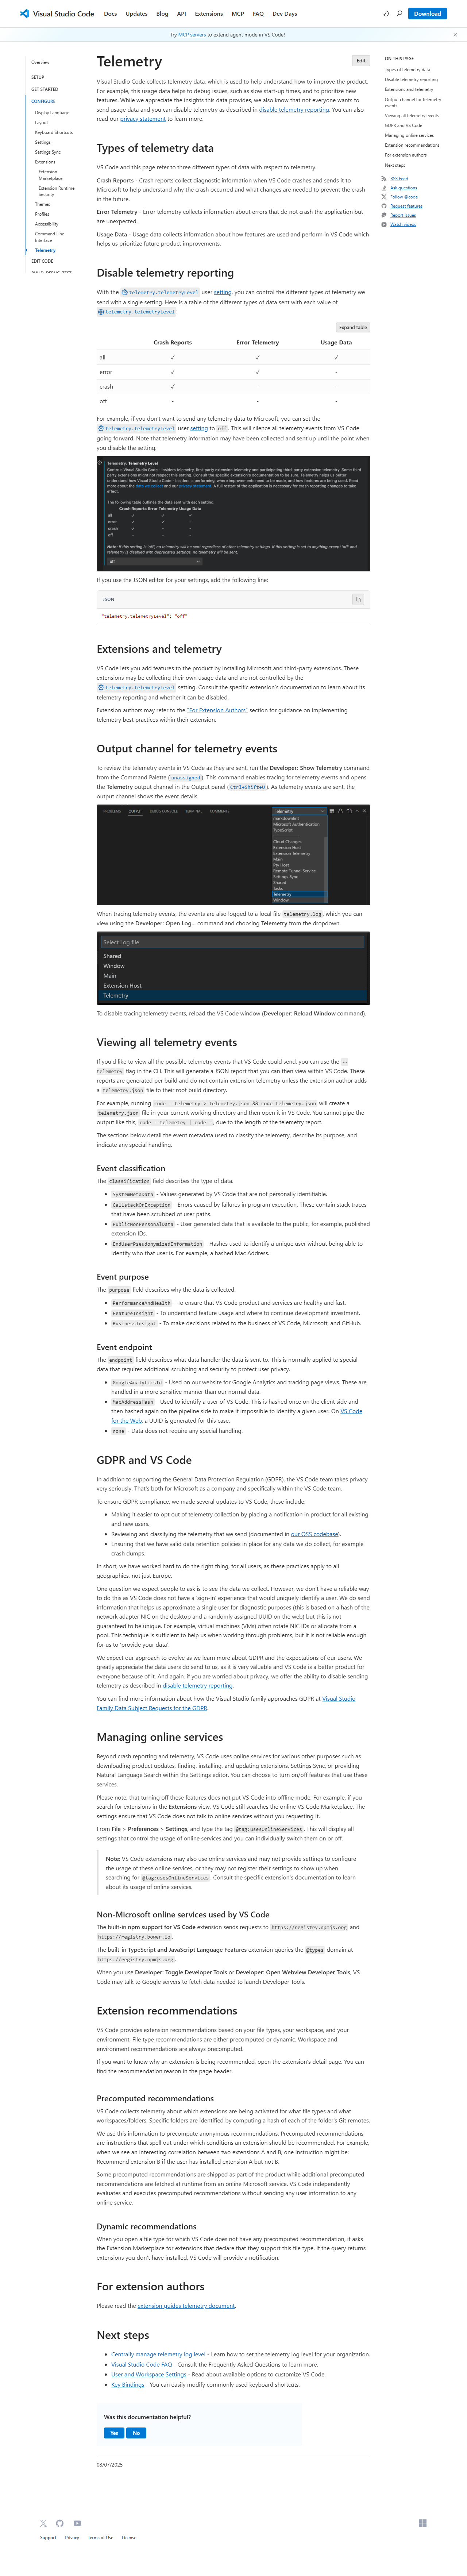 Visual Studio Code
Docs
Updates
Blog
API
Extensions
MCP
FAQ
Dev Days
Download
Try MCP servers to extend agent mode in VS Code!
Overview
SETUP
GET STARTED
CONFIGURE
Display Language
Layout
Keyboard Shortcuts
Settings
Settings Sync
Extensions
Extension
Marketplace
Extension Runtime
Security
Themes
Profiles
Accessibility
Command Line
Interface
Telemetry
EDIT CODE
BUILD, DEBUG, TEST
Telemetry
Edit
Visual Studio Code collects telemetry data, which is used to help understand how to improve the product. For
example, this usage data helps to debug issues, such as slow start-up times, and to prioritize new
features. While we appreciate the insights this data provides, we also know that not everyone wants to
send usage data and you can disable telemetry as described in disable telemetry reporting. You can also
read our privacy statement to learn more.
Types of telemetry data
VS Code and this page refer to three different types of data with regards to telemetry.
Crash Reports - Crash reports collect diagnostic information when VS Code crashes and sends it to
Microsoft to help understand why the crash occurred and what changes are needed to prevent crash in
the future.
Error Telemetry - Error telemetry collects information about errors that do not crash the application but
are unexpected.
Usage Data - Usage data collects information about how features are used and perform in VS Code which
helps us prioritize future product improvements.
Disable telemetry reporting
With the telemetry.telemetryLevel user setting, you can control the different types of telemetry we
send with a single setting. Here is a table of the different types of data sent with each value of
telemetry.telemetryLevel:
Expand table
Crash Reports Error Telemetry Usage Data
all ✓ ✓ ✓
error ✓ ✓ -
crash ✓ - -
off - - -
For example, if you don't want to send any telemetry data to Microsoft, you can set the
telemetry.telemetryLevel user setting to off. This will silence all telemetry events from VS Code
going forward. Note that telemetry information may have been collected and sent up until the point when
you disable the setting.
Telemetry: Telemetry Level
The following outlines the data sent with each setting:
Crash Reports Error Telemetry Usage Data
all ✓ ✓ ✓
error ✓ ✓ -
crash ✓ - -
off - - -
off
If you use the JSON editor for your settings, add the following line:
JSON
"telemetry.telemetryLevel": "off"
Extensions and telemetry
VS Code lets you add features to the product by installing Microsoft and third-party extensions. These
extensions may be collecting their own usage data and are not controlled by the
telemetry.telemetryLevel setting. Consult the specific extension's documentation to learn about its
telemetry reporting and whether it can be disabled.
Extension authors may refer to the "For Extension Authors" section for guidance on implementing
telemetry best practices within their extension.
Output channel for telemetry events
To review the telemetry events in VS Code as they are sent, run the Developer: Show Telemetry command
from the Command Palette (unassigned). This command enables tracing for telemetry events and opens
the Telemetry output channel in the Output panel (Ctrl+Shift+U). As telemetry events are sent, the
output channel shows the event details.
PROBLEMS OUTPUT DEBUG CONSOLE TERMINAL COMMENTS
Telemetry
markdownlint
Microsoft Authentication
TypeScript
Cloud Changes
Extension Host
Extension Telemetry
Main
Pty Host
Remote Tunnel Service
Settings Sync
Shared
Tasks
Telemetry
Window
When tracing telemetry events, the events are also logged to a local file telemetry.log, which you can
view using the Developer: Open Log... command and choosing Telemetry from the dropdown.
Select Log file
Shared
Window
Main
Extension Host
Telemetry
To disable tracing telemetry events, reload the VS Code window (Developer: Reload Window command).
Viewing all telemetry events
If you'd like to view all the possible telemetry events that VS Code could send, you can use the --
telemetry flag in the CLI. This will generate a JSON report that you can then view within VS Code. These
reports are generated per build and do not contain extension telemetry unless the extension author adds
a telemetry.json file to their root directory.
For example, running code --telemetry > telemetry.json && code telemetry.json will create a
telemetry.json file in your current working directory and then open it in VS Code. You cannot pipe the
output like this, code --telemetry | code -, due to the length of the telemetry report.
The sections below detail the event metadata used to classify the telemetry, describe its purpose, and
indicate any special handling.
Event classification
The classification field describes the type of data.
SystemMetaData - Values generated by VS Code that are not personally identifiable.
CallstackOrException - Errors caused by failures in program execution. These contain stack traces
that have been scrubbed of user paths.
PublicNonPersonalData - User generated data that is available to the public, for example, published
extension IDs.
EndUserPseudonymizedInformation - Hashes used to identify a unique user without being able to
identify who that user is. For example, a hashed Mac Address.
Event purpose
The purpose field describes why the data is collected.
PerformanceAndHealth - To ensure that VS Code product and services are healthy and fast.
FeatureInsight - To understand feature usage and where to continue development investment.
BusinessInsight - To make decisions related to the business of VS Code, Microsoft, and GitHub.
Event endpoint
The endpoint field describes what data handler the data is sent to. This is normally applied to special
data that requires additional scrubbing and security to protect user privacy.
GoogleAnalyticsId - Used on our website for Google Analytics and tracking page views. These are
handled in a more sensitive manner than our normal data.
MacAddressHash - Used to identify a user of VS Code. This is hashed once on the client side and
then hashed again on the pipeline side to make it impossible to identify a given user. On VS Code
for the Web, a UUID is generated for this case.
none - Data does not require any special handling.
GDPR and VS Code
In addition to supporting the General Data Protection Regulation (GDPR), the VS Code team takes privacy
very seriously. That's both for Microsoft as a company and specifically within the VS Code team.
To ensure GDPR compliance, we made several updates to VS Code, these include:
Making it easier to opt out of telemetry collection by placing a notification in product for all existing
and new users.
Reviewing and classifying the telemetry that we send (documented in our OSS codebase).
Ensuring that we have valid data retention policies in place for any data we do collect, for example
crash dumps.
In short, we have worked hard to do the right thing, for all users, as these practices apply to all
geographies, not just Europe.
One question we expect people to ask is to see the data we collect. However, we don't have a reliable way
to do this as VS Code does not have a 'sign-in' experience that would uniquely identify a user. We do send
information that helps us approximate a single user for diagnostic purposes (this is based on a hash of the
network adapter NIC on the desktop and a randomly assigned UUID on the web) but this is not
guaranteed to be unique. For example, virtual machines (VMs) often rotate NIC IDs or allocate from a
pool. This technique is sufficient to help us when working through problems, but it is not reliable enough
for us to 'provide your data'.
We expect our approach to evolve as we learn more about GDPR and the expectations of our users. We
greatly appreciate the data users do send to us, as it is very valuable and VS Code is a better product for
everyone because of it. And again, if you are worried about privacy, we offer the ability to disable sending
telemetry as described in disable telemetry reporting.
You can find more information about how the Visual Studio family approaches GDPR at Visual Studio
Family Data Subject Requests for the GDPR.
Managing online services
Beyond crash reporting and telemetry, VS Code uses online services for various other purposes such as
downloading product updates, finding, installing, and updating extensions, Settings Sync, or providing
Natural Language Search within the Settings editor. You can choose to turn on/off features that use these
services.
Please note, that turning off these features does not put VS Code into offline mode. For example, if you
search for extensions in the Extensions view, VS Code still searches the online VS Code Marketplace. The
settings ensure that VS Code does not talk to online services without you requesting it.
From File > Preferences > Settings, and type the tag @tag:usesOnlineServices. This will display all
settings that control the usage of online services and you can individually switch them on or off.
Note: VS Code extensions may also use online services and may not provide settings to configure
the usage of these online services, or they may not register their settings to show up when
searching for @tag:usesOnlineServices. Consult the specific extension's documentation to learn
about its usage of online services.
Non-Microsoft online services used by VS Code
The built-in npm support for VS Code extension sends requests to https://registry.npmjs.org and
https://registry.bower.io.
The built-in TypeScript and JavaScript Language Features extension queries the @types domain at
https://registry.npmjs.org.
When you use Developer: Toggle Developer Tools or Developer: Open Webview Developer Tools, VS
Code may talk to Google servers to fetch data needed to launch Developer Tools.
Extension recommendations
VS Code provides extension recommendations based on your file types, your workspace, and your
environment. File type recommendations are either precomputed or dynamic. Workspace and
environment recommendations are always precomputed.
If you want to know why an extension is being recommended, open the extension's detail page. You can
find the recommendation reason in the page header.
Precomputed recommendations
VS Code collects telemetry about which extensions are being activated for what file types and what
workspaces/folders. Specific folders are identified by computing a hash of each of the folder's Git remotes.
We use this information to precompute anonymous recommendations. Precomputed recommendations
are instructions that spell out under which conditions an extension should be recommended. For example,
when we see an interesting correlation between two extensions A and B, one instruction might be:
Recommend extension B if the user has installed extension A but not B.
Some precomputed recommendations are shipped as part of the product while additional precomputed
recommendations are fetched at runtime from an online Microsoft service. VS Code independently
evaluates and executes precomputed recommendations without sending any user information to any
online service.
Dynamic recommendations
When you open a file type for which VS Code does not have any precomputed recommendation, it asks
the Extension Marketplace for extensions that declare that they support this file type. If the query returns
extensions you don't have installed, VS Code will provide a notification.
For extension authors
Please read the extension guides telemetry document.
Next steps
Centrally manage telemetry log level - Learn how to set the telemetry log level for your organization.
Visual Studio Code FAQ - Consult the Frequently Asked Questions to learn more.
User and Workspace Settings - Read about available options to customize VS Code.
Key Bindings - You can easily modify commonly used keyboard shortcuts.
Was this documentation helpful?
Yes
No
08/07/2025
ON THIS PAGE
Types of telemetry data
Disable telemetry reporting
Extensions and telemetry
Output channel for telemetry
events
Viewing all telemetry events
GDPR and VS Code
Managing online services
Extension recommendations
For extension authors
Next steps
RSS Feed
Ask questions
Follow @code
Request features
Report issues
Watch videos
Support
Privacy
Terms of Use
License